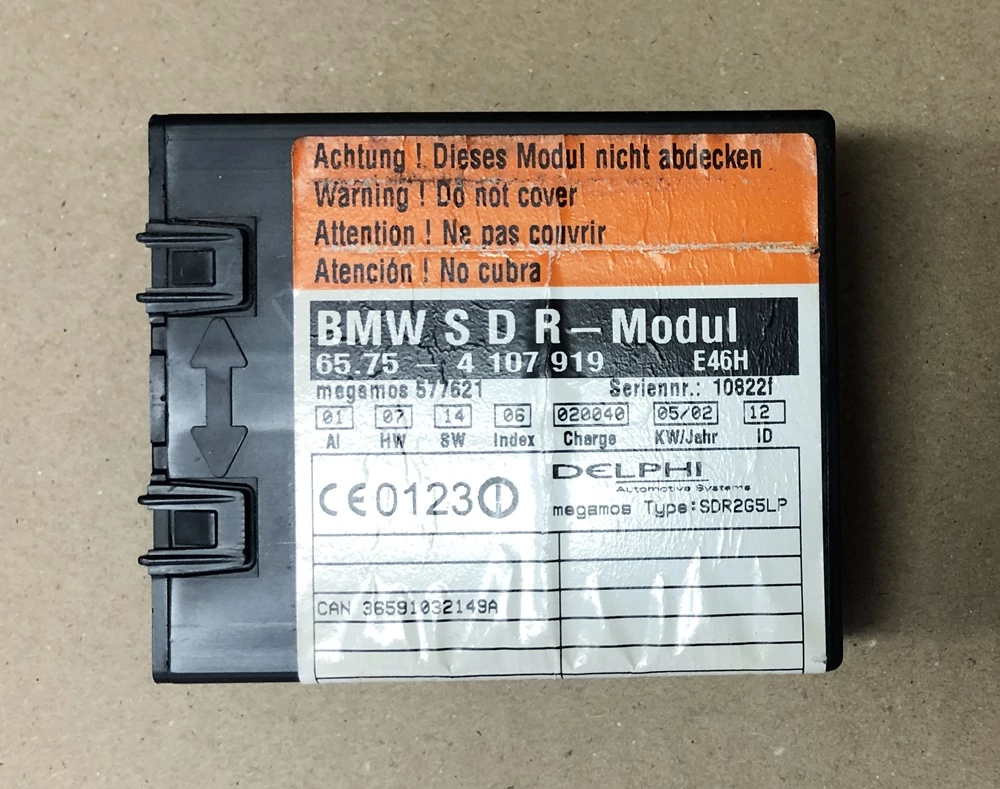 Achtung ! Dieses Modul nicht abdecken
Warning ! Do not cover
Attention ! Ne pas couvrir
Atención ! No cubra
BMW S D R – Modul
65.75 – 4 107 919 E46H
megamos 577621 Seriennr.: 10822f
01 07 14 06 020040 05/02 12
AI HW SW Index Charge KW/Jahr ID
CE0123
DELPHI
Automotive Systems
megamos Type:SDR2G5LP
CAN 36591032149A